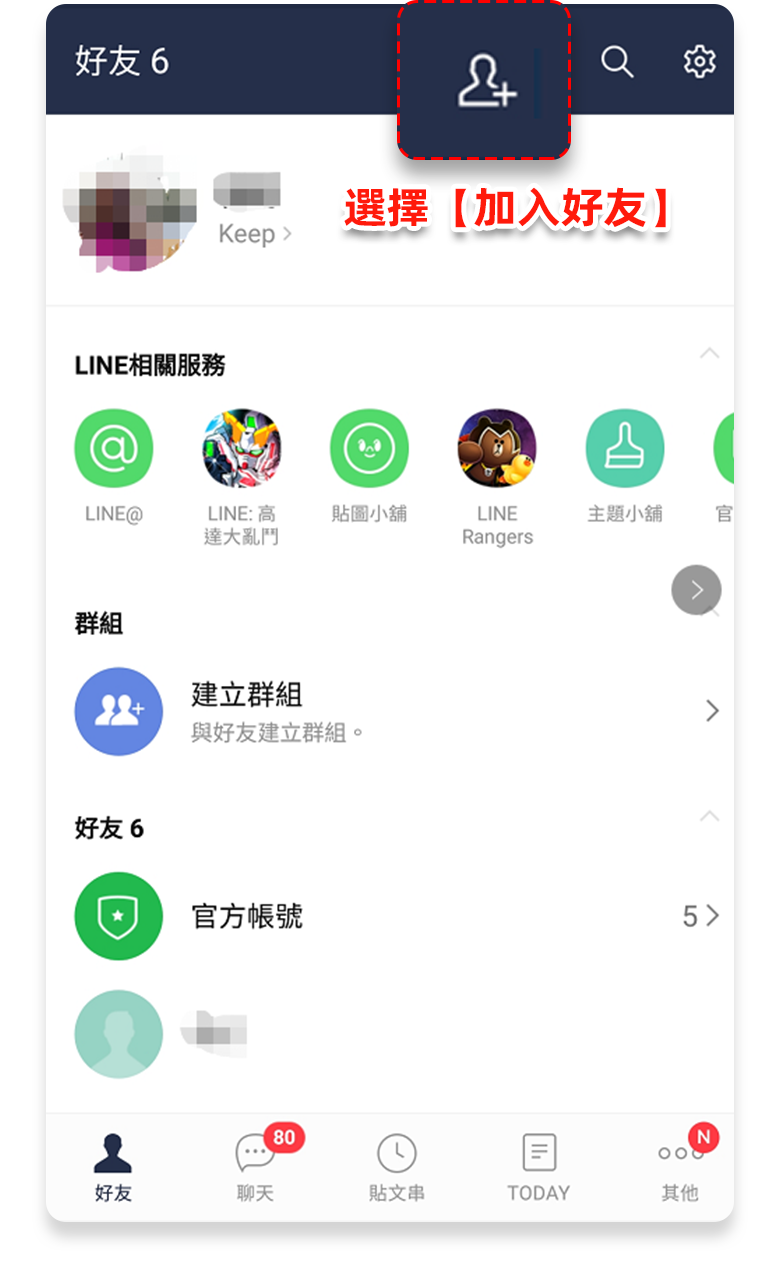 好友 6
選擇【加入好友】
Keep
LINE相關服務
LINE@
LINE: 高
達大亂鬥
貼圖小舖
LINE
Rangers
主題小舖
官
群組
建立群組
與好友建立群組。
好友 6
官方帳號
5
80
N
好友
聊天
貼文串
TODAY
其他